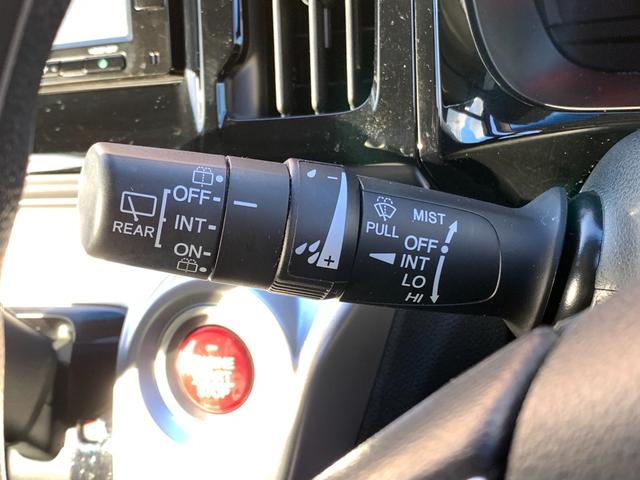 REAR
OFF
INT
ON
-
+
PULL
MIST
OFF
INT
LO
HI